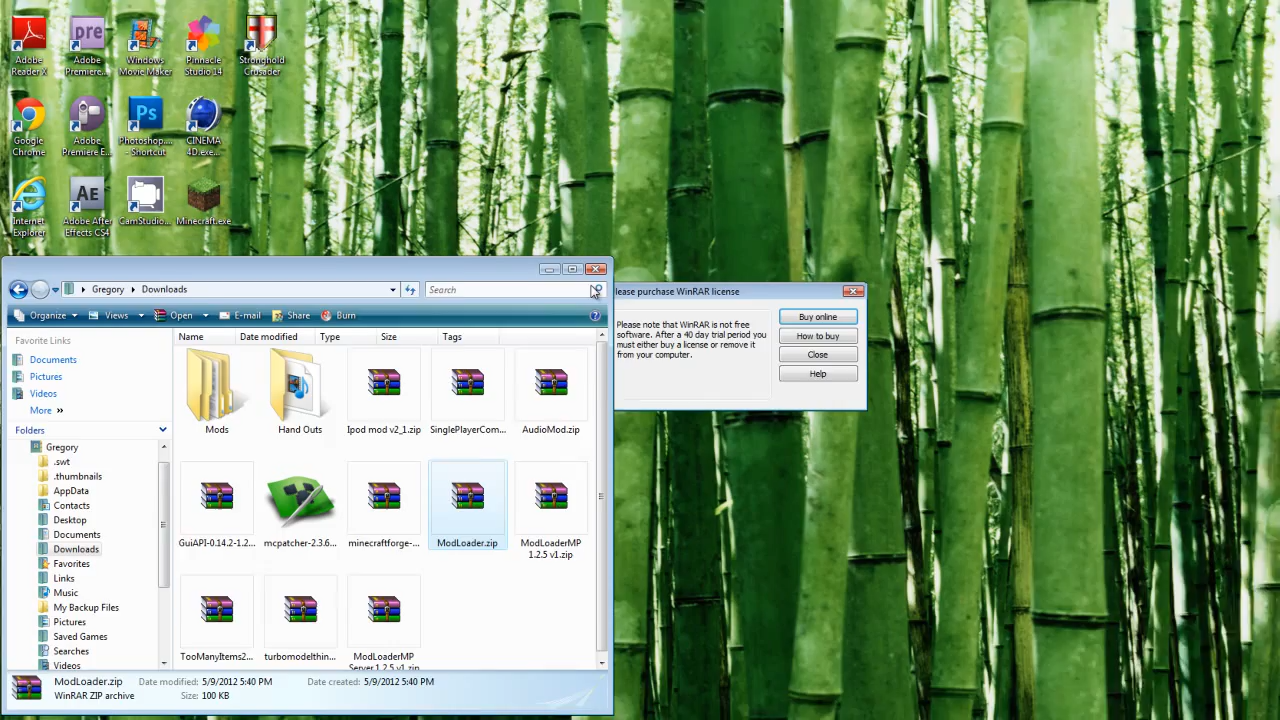 Adobe Reader X
Adobe Premiere...
Windows Movie Maker
Pinnacle Studio 14
Stronghold Crusader
Google Chrome
Adobe Premiere E...
Photoshop.... - Shortcut
CINEMA 4D.exe...
Internet Explorer
Adobe After Effects CS4
CamStudio...
Minecraft.exe
Gregory
Downloads
Search
Organize
Views
Open
E-mail
Share
Burn
Favorite Links
Documents
Pictures
Videos
More
Folders
Gregory
.swt
.thumbnails
AppData
Contacts
Desktop
Documents
Downloads
Favorites
Links
Music
My Backup Files
Pictures
Saved Games
Searches
Videos
Name Date modified Type Size Tags
Mods
Hand Outs
Ipod mod v2_1.zip
SinglePlayerCom...
AudioMod.zip
GuiAPI-0.14.2-1.2...
mcpatcher-2.3.6...
minecraftforge-...
ModLoader.zip
ModLoaderMP
1.2.5 v1.zip
TooManyItems2...
turbomodelthin...
ModLoaderMP
Server 1.2.5 v1.zip
ModLoader.zip Date modified: 5/9/2012 5:40 PM Date created: 5/9/2012 5:40 PM
WinRAR ZIP archive Size: 100 KB
lease purchase WinRAR license
Please note that WinRAR is not free
software. After a 40 day trial period you
must either buy a license or remove it
from your computer.
Buy online
How to buy
Close
Help